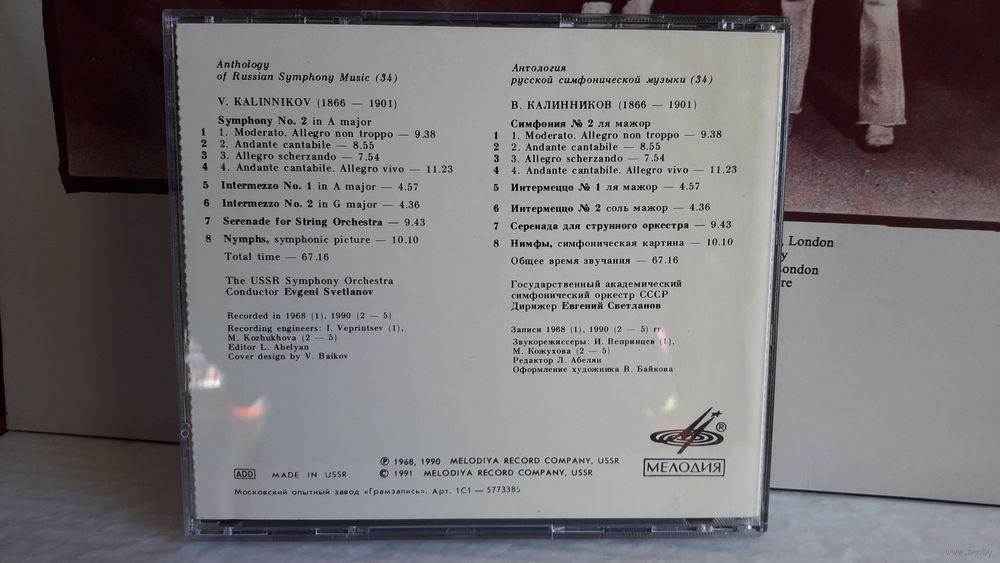 Anthology
of Russian Symphony Music (34)
V. KALINNIKOV (1866 — 1901)
Symphony No. 2 in A major
1 1. Moderato. Allegro non troppo — 9.38
2 2. Andante cantabile — 8.55
3 3. Allegro scherzando — 7.54
4 4. Andante cantabile. Allegro vivo — 11.23
5 Intermezzo No. 1 in A major — 4.57
6 Intermezzo No. 2 in G major — 4.36
7 Serenade for String Orchestra — 9.43
8 Nymphs, symphonic picture — 10.10
Total time — 67.16
The USSR Symphony Orchestra
Conductor Evgeni Svetlanov
Recorded in 1968 (1), 1990 (2 — 5)
Recording engineers: I. Veprintsev (1),
M. Kozhukhova (2 — 5)
Editor L. Abelyan
Cover design by V. Baikov
Антология
русской симфонической музыки (34)
В. КАЛИННИКОВ (1866 — 1901)
Симфония № 2 ля мажор
1 1. Moderato. Allegro non troppo — 9.38
2 2. Andante cantabile — 8.55
3 3. Allegro scherzando — 7.54
4 4. Andante cantabile. Allegro vivo — 11.23
5 Интермеццо № 1 ля мажор — 4.57
6 Интермеццо № 2 соль мажор — 4.36
7 Серенада для струнного оркестра — 9.43
8 Нимфы, симфоническая картина — 10.10
Общее время звучания — 67.16
Государственный академический
симфонический оркестр СССР
Дирижер Евгений Светланов
Записи 1968 (1), 1990 (2 — 5) гг.
Звукорежиссеры: И. Вепринцев (1),
М. Кожухова (2 — 5)
Редактор Л. Абелян
Оформление художника В. Байкова
®
МЕЛОДИЯ
ADD MADE IN USSR
℗ 1968, 1990 MELODIYA RECORD COMPANY, USSR
© 1991 MELODIYA RECORD COMPANY, USSR
Московский опытный завод «Грамзапись». Арт. 1С1 — 5773385
, London
y
ondon
re
www.ay.by